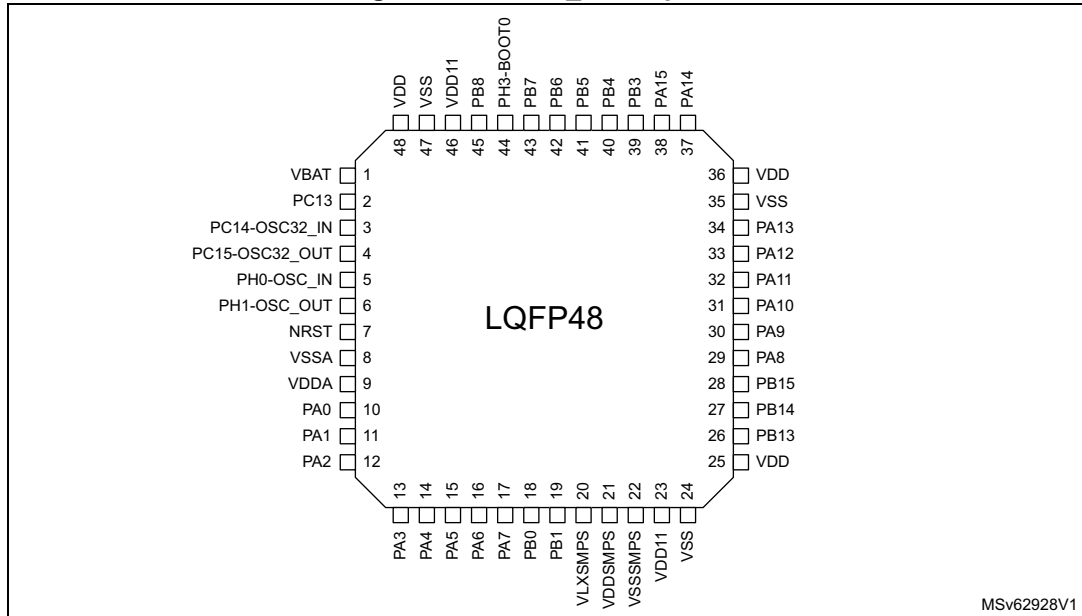 VDD
VSS
VDD11
PB8
PH3-BOOT0
PB7
PB6
PB5
PB4
PB3
PA15
PA14
48
47
46
45
44
43
42
41
40
39
38
37
VBAT 1
PC13 2
PC14-OSC32_IN 3
PC15-OSC32_OUT 4
PH0-OSC_IN 5
PH1-OSC_OUT 6
NRST 7
VSSA 8
VDDA 9
PA0 10
PA1 11
PA2 12
LQFP48
36 VDD
35 VSS
34 PA13
33 PA12
32 PA11
31 PA10
30 PA9
29 PA8
28 PB15
27 PB14
26 PB13
25 VDD
13
14
15
16
17
18
19
20
21
22
23
24
PA3
PA4
PA5
PA6
PA7
PB0
PB1
VLXSMPS
VDDSMPS
VSSSMPS
VDD11
VSS
MSv62928V1